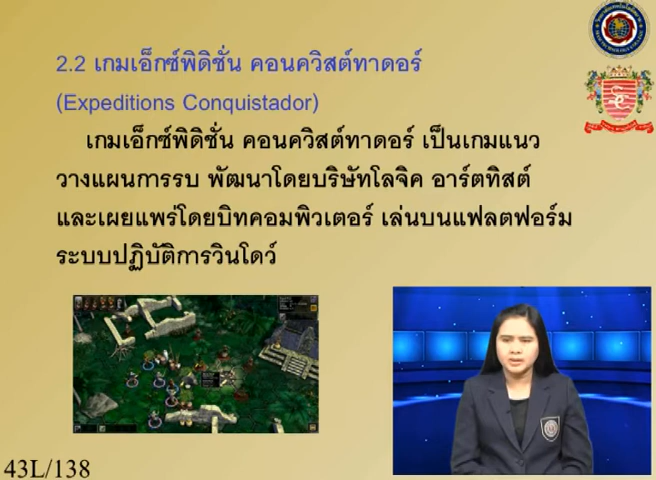 2.2 เกมเอ็กซ์พิดิชั่น คอนควิสต์ทาดอร์
(Expeditions Conquistador)
เกมเอ็กซ์พิดิชั่น คอนควิสต์ทาดอร์ เป็นเกมแนว
วางแผนการรบ พัฒนาโดยบริษัทโลจิค อาร์ตทิสต์
และเผยแพร่โดยบิทคอมพิวเตอร์ เล่นบนแฟลตฟอร์ม
ระบบปฏิบัติการวินโดว์
43L/138